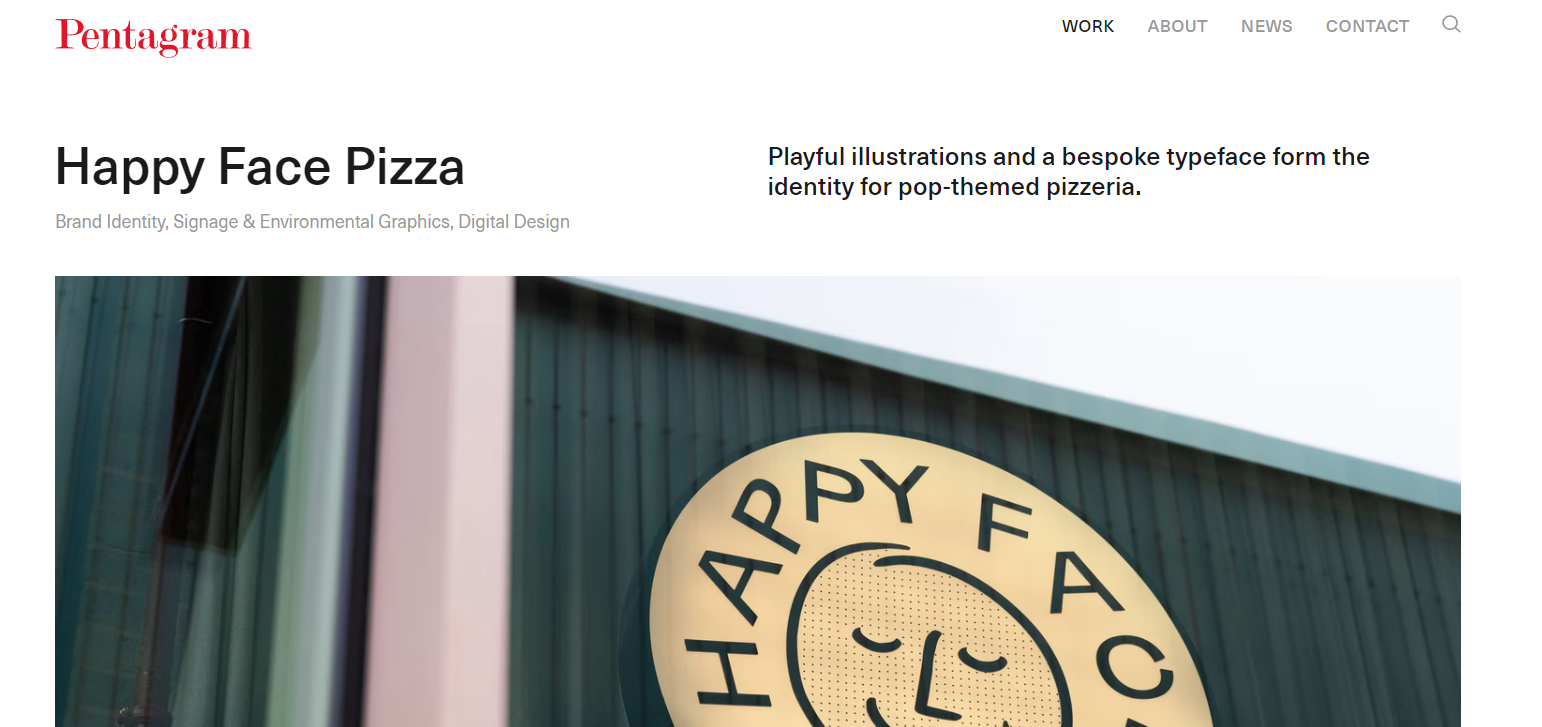 Pentagram
WORK ABOUT NEWS CONTACT
Happy Face Pizza
Brand Identity, Signage & Environmental Graphics, Digital Design
Playful illustrations and a bespoke typeface form the
identity for pop-themed pizzeria.
HAPPY FAC